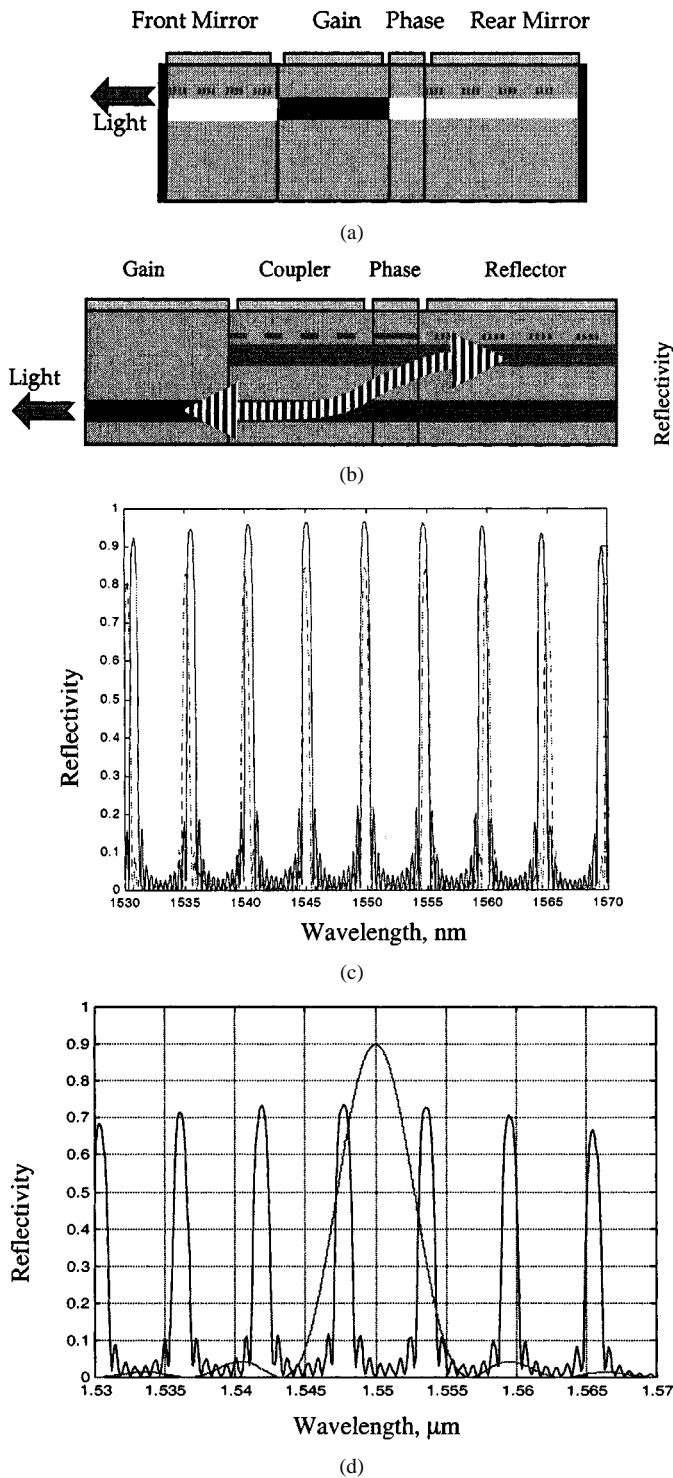 Front Mirror Gain Phase Rear Mirror
Light
(a)
Gain Coupler Phase Reflector
Light
Reflectivity
(b)
1
0.9
0.8
0.7
0.6
0.5
0.4
0.3
0.2
0.1
0
Reflectivity
1530 1535 1540 1545 1550 1555 1560 1565 1570
Wavelength, nm
(c)
1
0.9
0.8
0.7
0.6
0.5
0.4
0.3
0.2
0.1
0
Reflectivity
1.53 1.535 1.54 1.545 1.55 1.555 1.56 1.565 1.57
Wavelength, μm
(d)